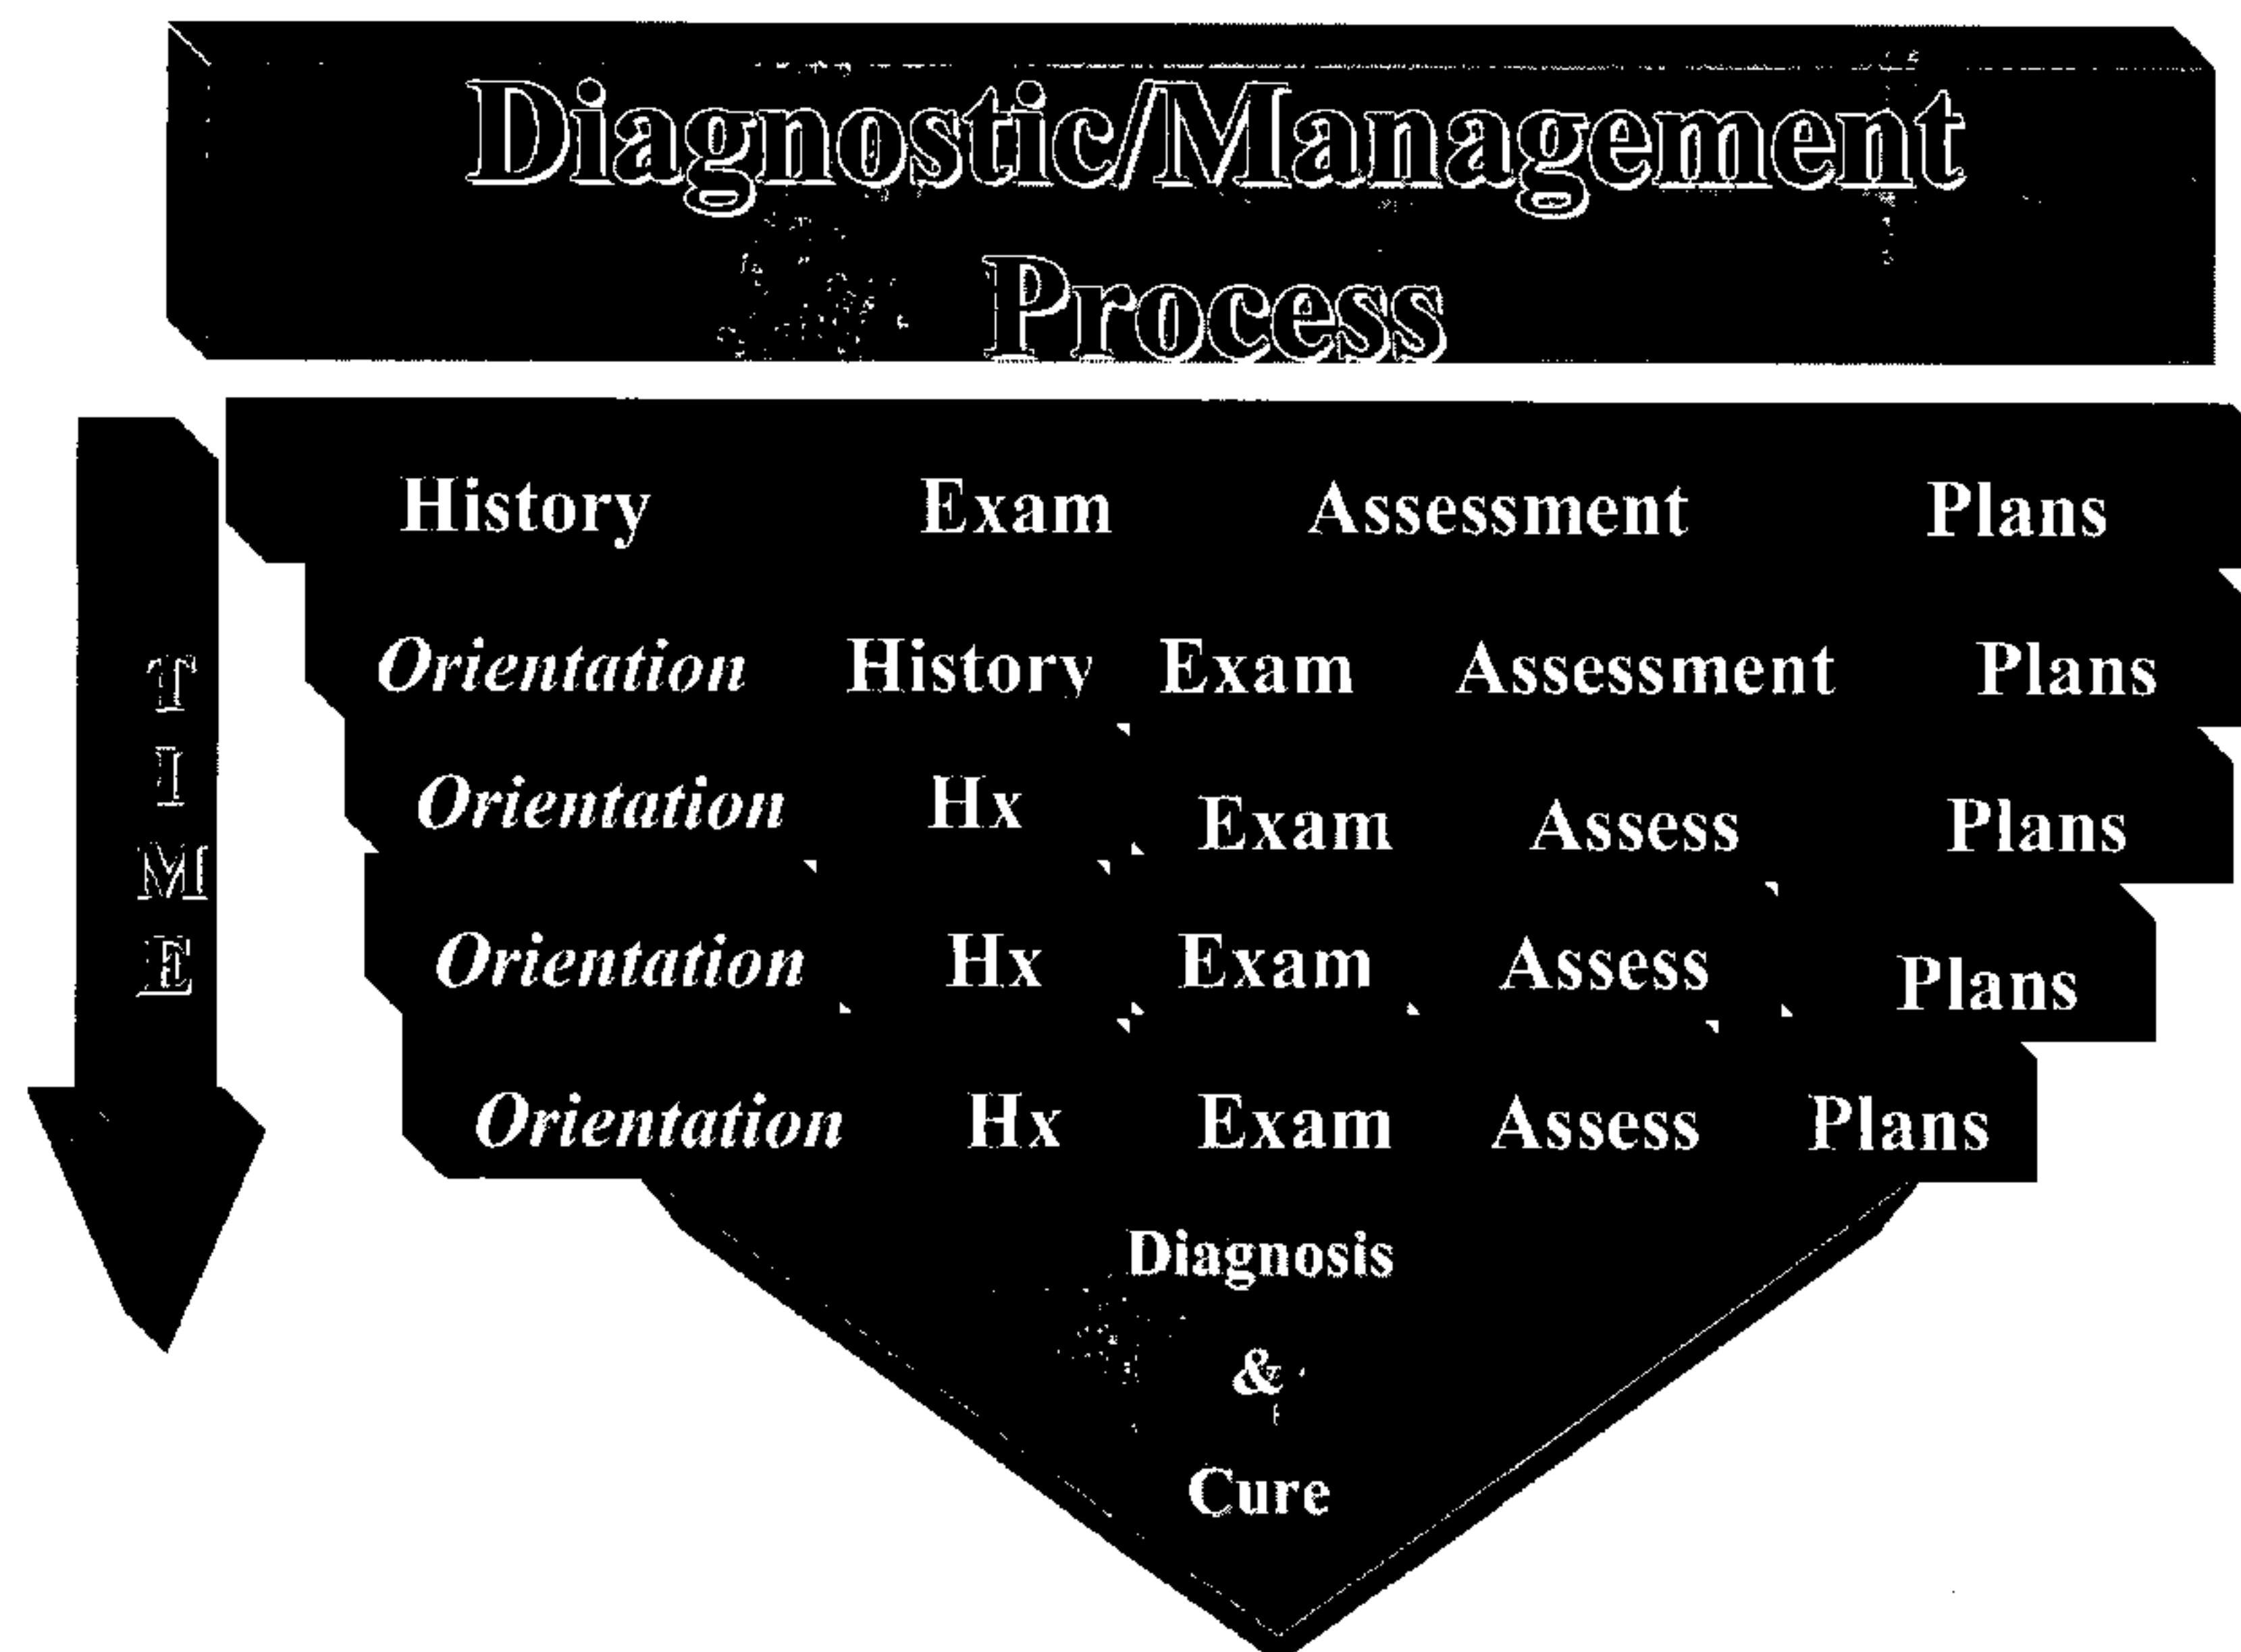 Diagnostic/Management
Process
T
I
M
E
History Exam Assessment Plans
Orientation History Exam Assessment Plans
Orientation Hx Exam Assess Plans
Orientation Hx Exam Assess Plans
Orientation Hx Exam Assess Plans
Diagnosis
&
Cure